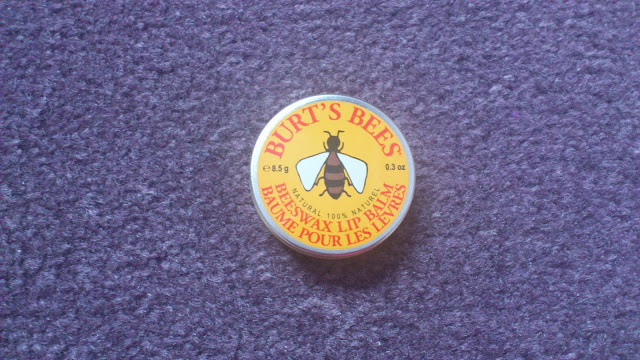 BURT'S BEES
℮ 8.5 g
0.3 oz
NATURAL 100% NATUREL
BEESWAX LIP BALM
BAUME POUR LES LÈVRES